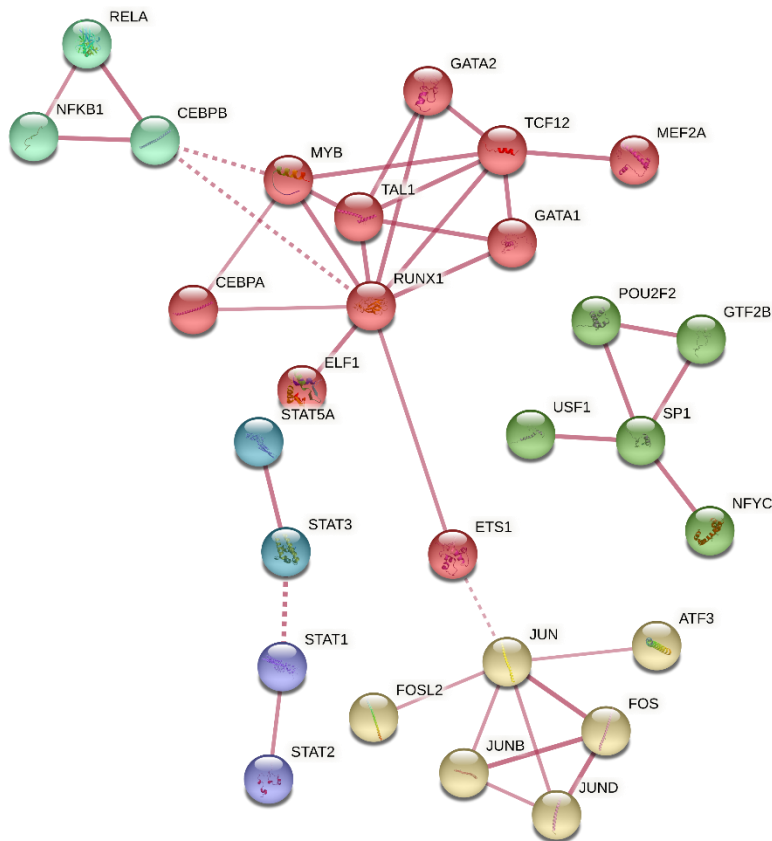 RELA
GATA2
NFKB1
CEBPB
TCF12
MEF2A
MYB
TAL1
GATA1
CEBPA
RUNX1
POU2F2
GTF2B
ELF1
STAT5A
USF1
SP1
NFYC
STAT3
ETS1
STAT1
JUN
ATF3
FOSL2
FOS
STAT2
JUNB
JUND